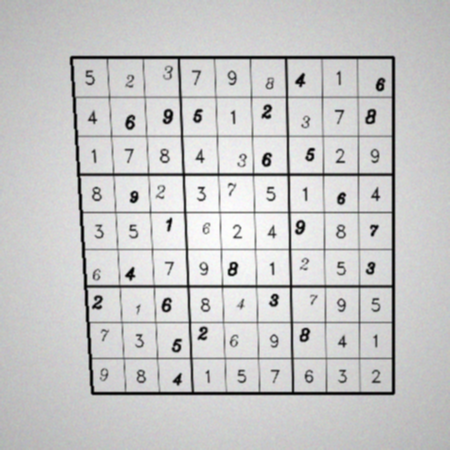 5 2 3 7 9 8 4 1 6
4 6 9 5 1 2 3 7 8
1 7 8 4 3 6 5 2 9
8 9 2 3 7 5 1 6 4
3 5 1 6 2 4 9 8 7
6 4 7 9 8 1 2 5 3
2 1 6 8 4 3 7 9 5
7 3 5 2 6 9 8 4 1
9 8 4 1 5 7 6 3 2